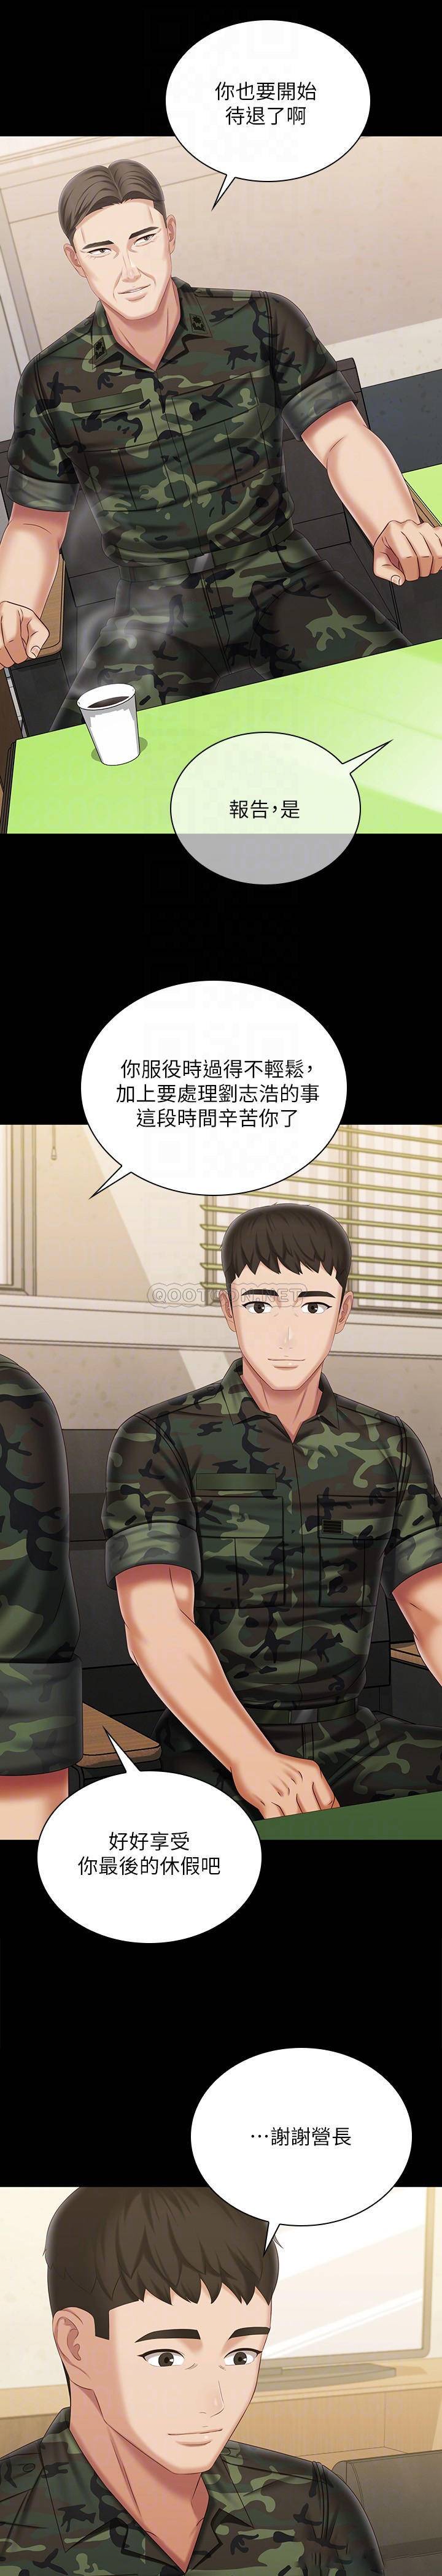 你也要開始
待退了啊
報告，是
你服役時過得不輕鬆，
加上要處理劉志浩的事
這段時間辛苦你了
QOOTOON.NET
好好享受
你最後的休假吧
…謝謝營長